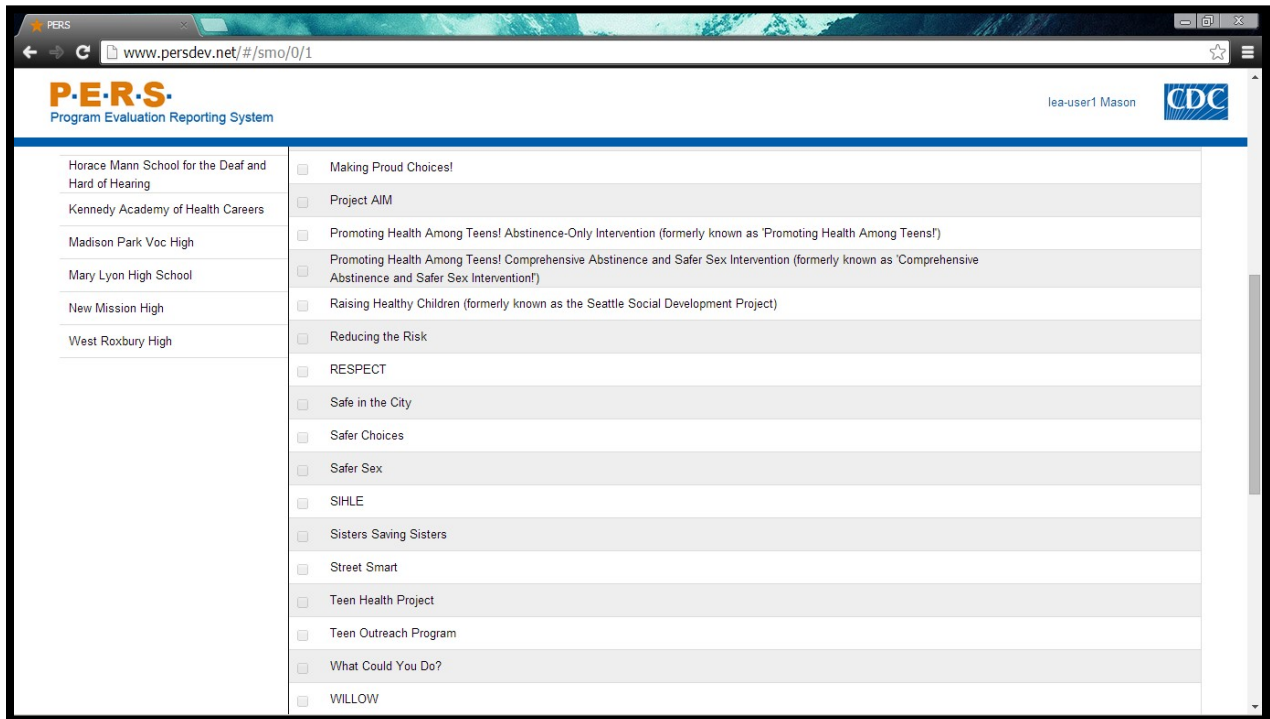 PERS
www.persdev.net/#/smo/0/1
P·E·R·S·
Program Evaluation Reporting System
lea-user1 Mason
CDC
Horace Mann School for the Deaf and
Hard of Hearing
Kennedy Academy of Health Careers
Madison Park Voc High
Mary Lyon High School
New Mission High
West Roxbury High
Making Proud Choices!
Project AIM
Promoting Health Among Teens! Abstinence-Only Intervention (formerly known as 'Promoting Health Among Teens!')
Promoting Health Among Teens! Comprehensive Abstinence and Safer Sex Intervention (formerly known as 'Comprehensive
Abstinence and Safer Sex Intervention!')
Raising Healthy Children (formerly known as the Seattle Social Development Project)
Reducing the Risk
RESPECT
Safe in the City
Safer Choices
Safer Sex
SIHLE
Sisters Saving Sisters
Street Smart
Teen Health Project
Teen Outreach Program
What Could You Do?
WILLOW